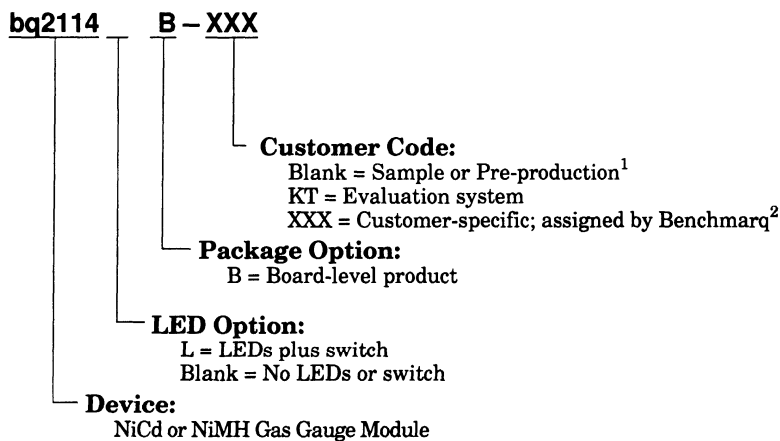 bq2114 _ B – XXX
Customer Code:
Blank = Sample or Pre-production1
KT = Evaluation system
XXX = Customer-specific; assigned by Benchmarq2
Package Option:
B = Board-level product
LED Option:
L = LEDs plus switch
Blank = No LEDs or switch
Device:
NiCd or NiMH Gas Gauge Module